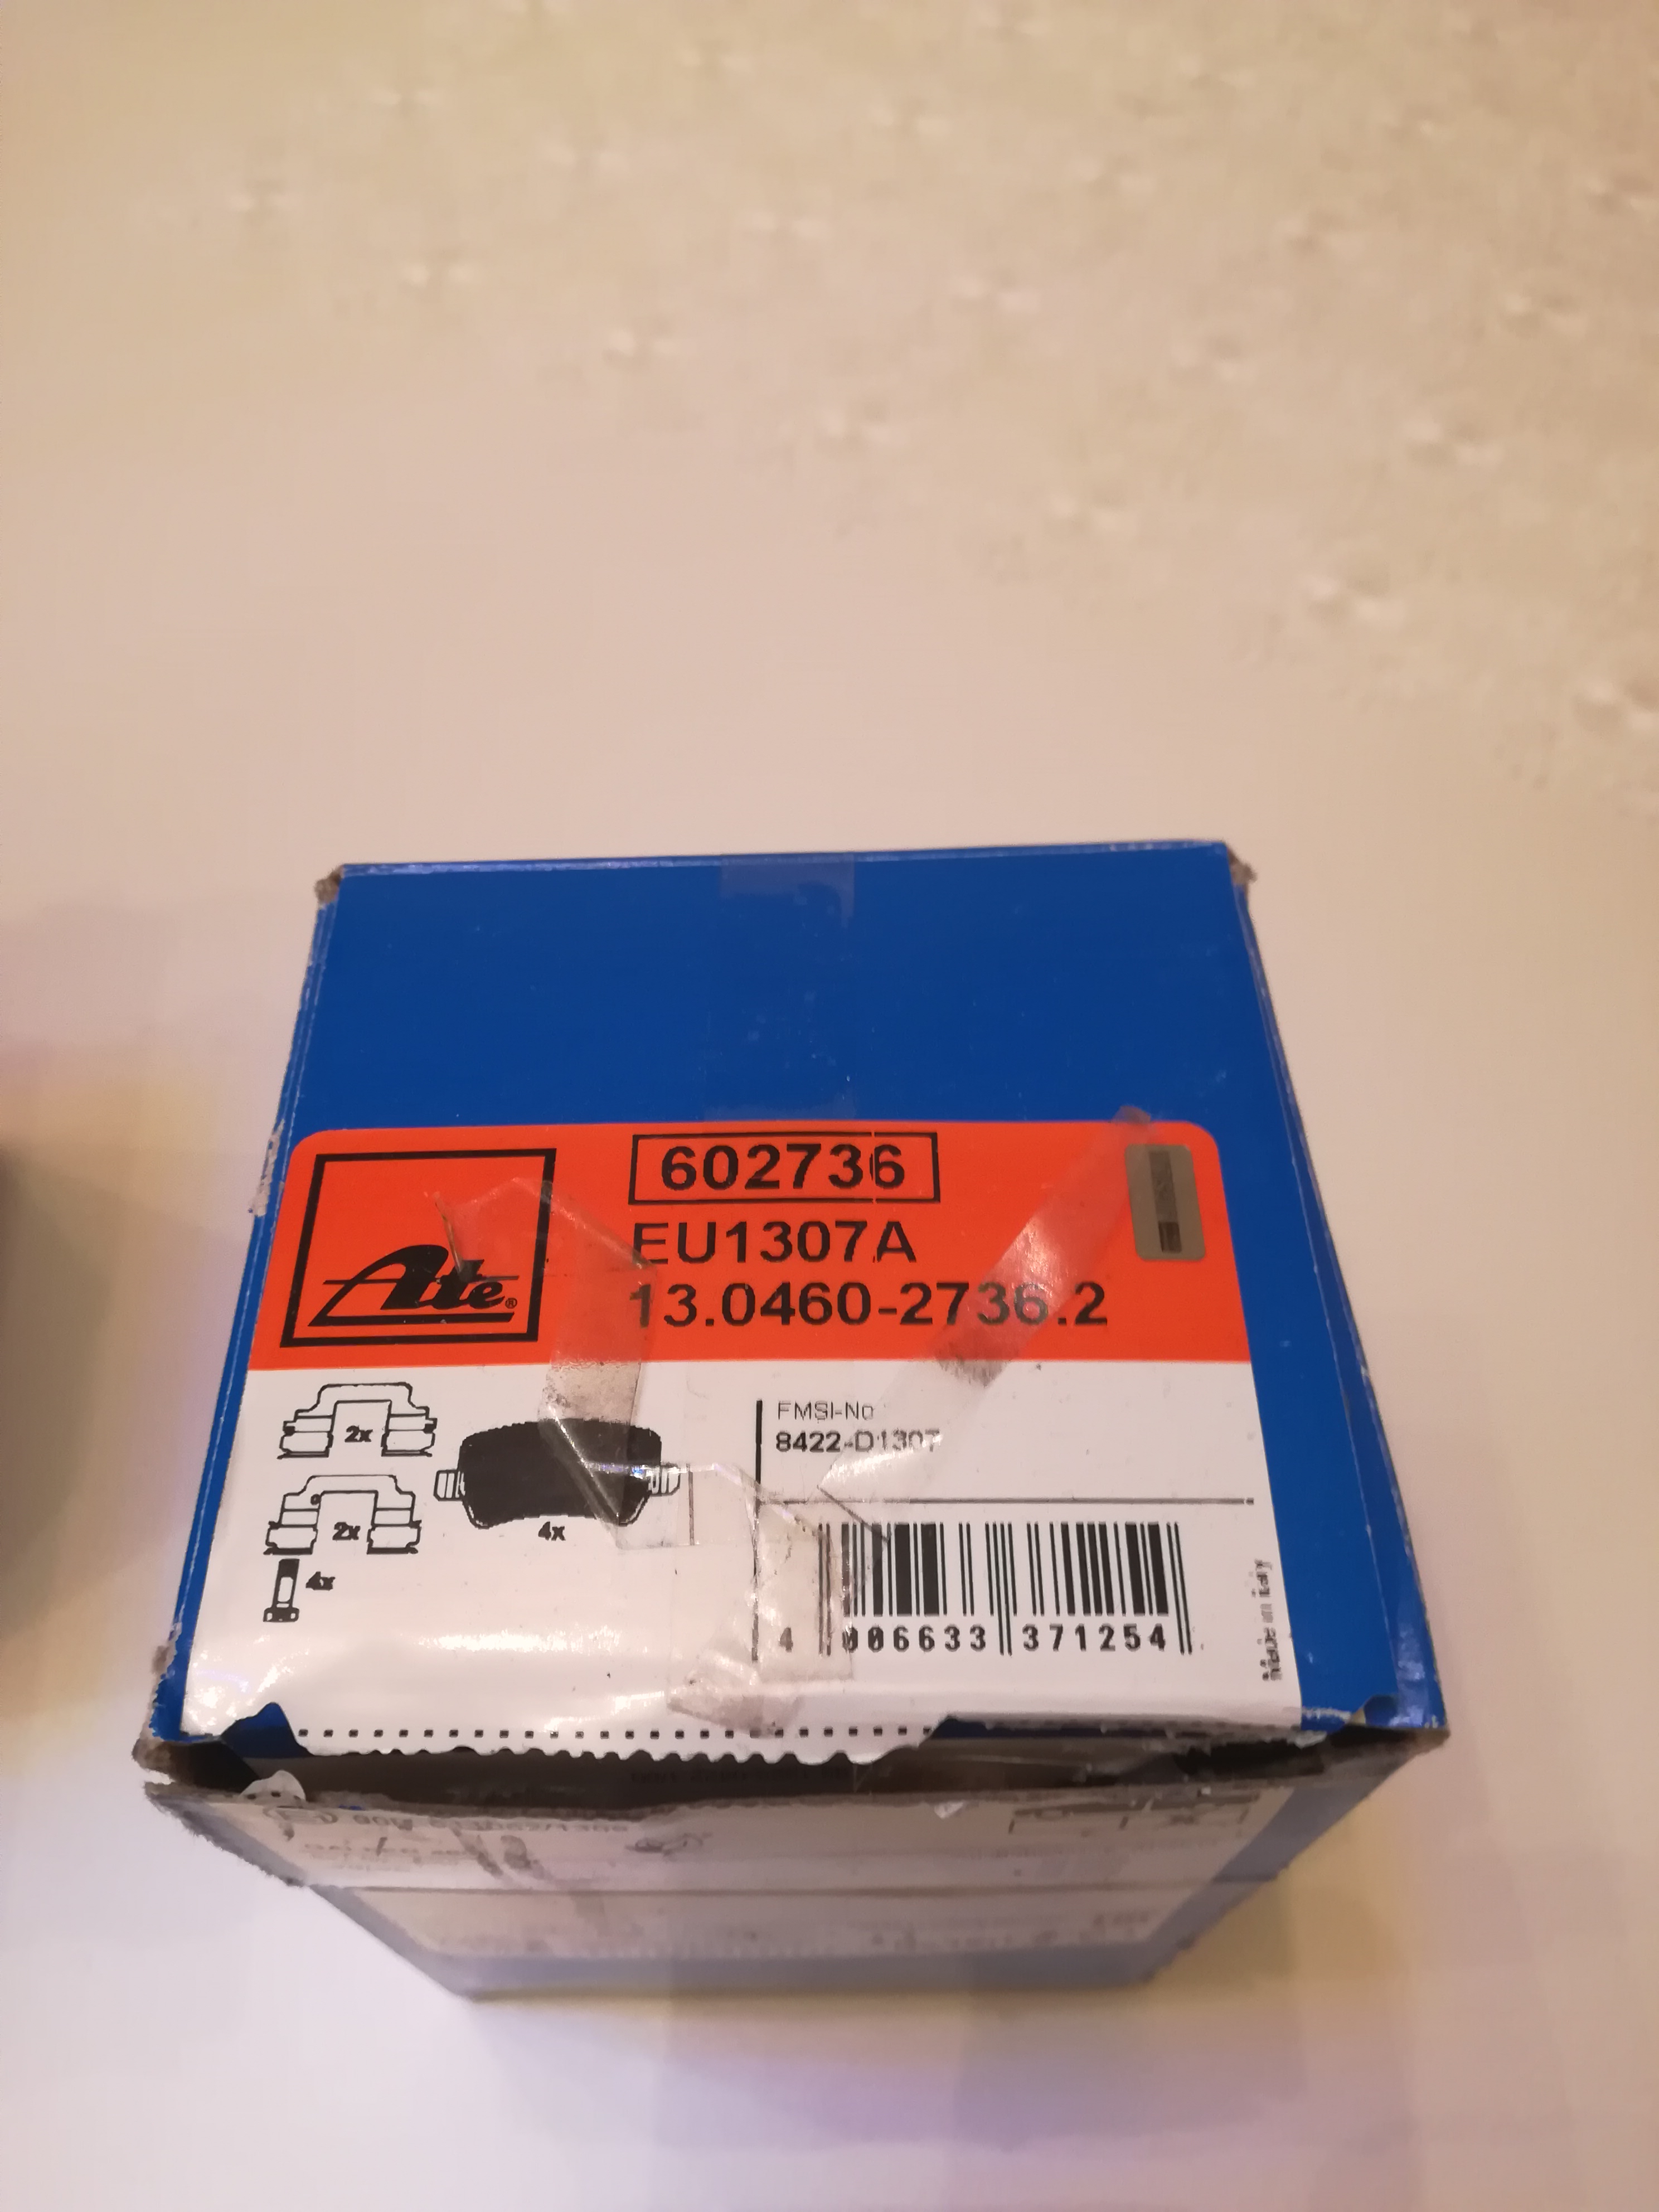 602736
EU1307A
13.0460-2736.2
Ate®
FMSI-No
8422-D1307
2x
2x
4x
4x
4 006633 371254
Made in Italy